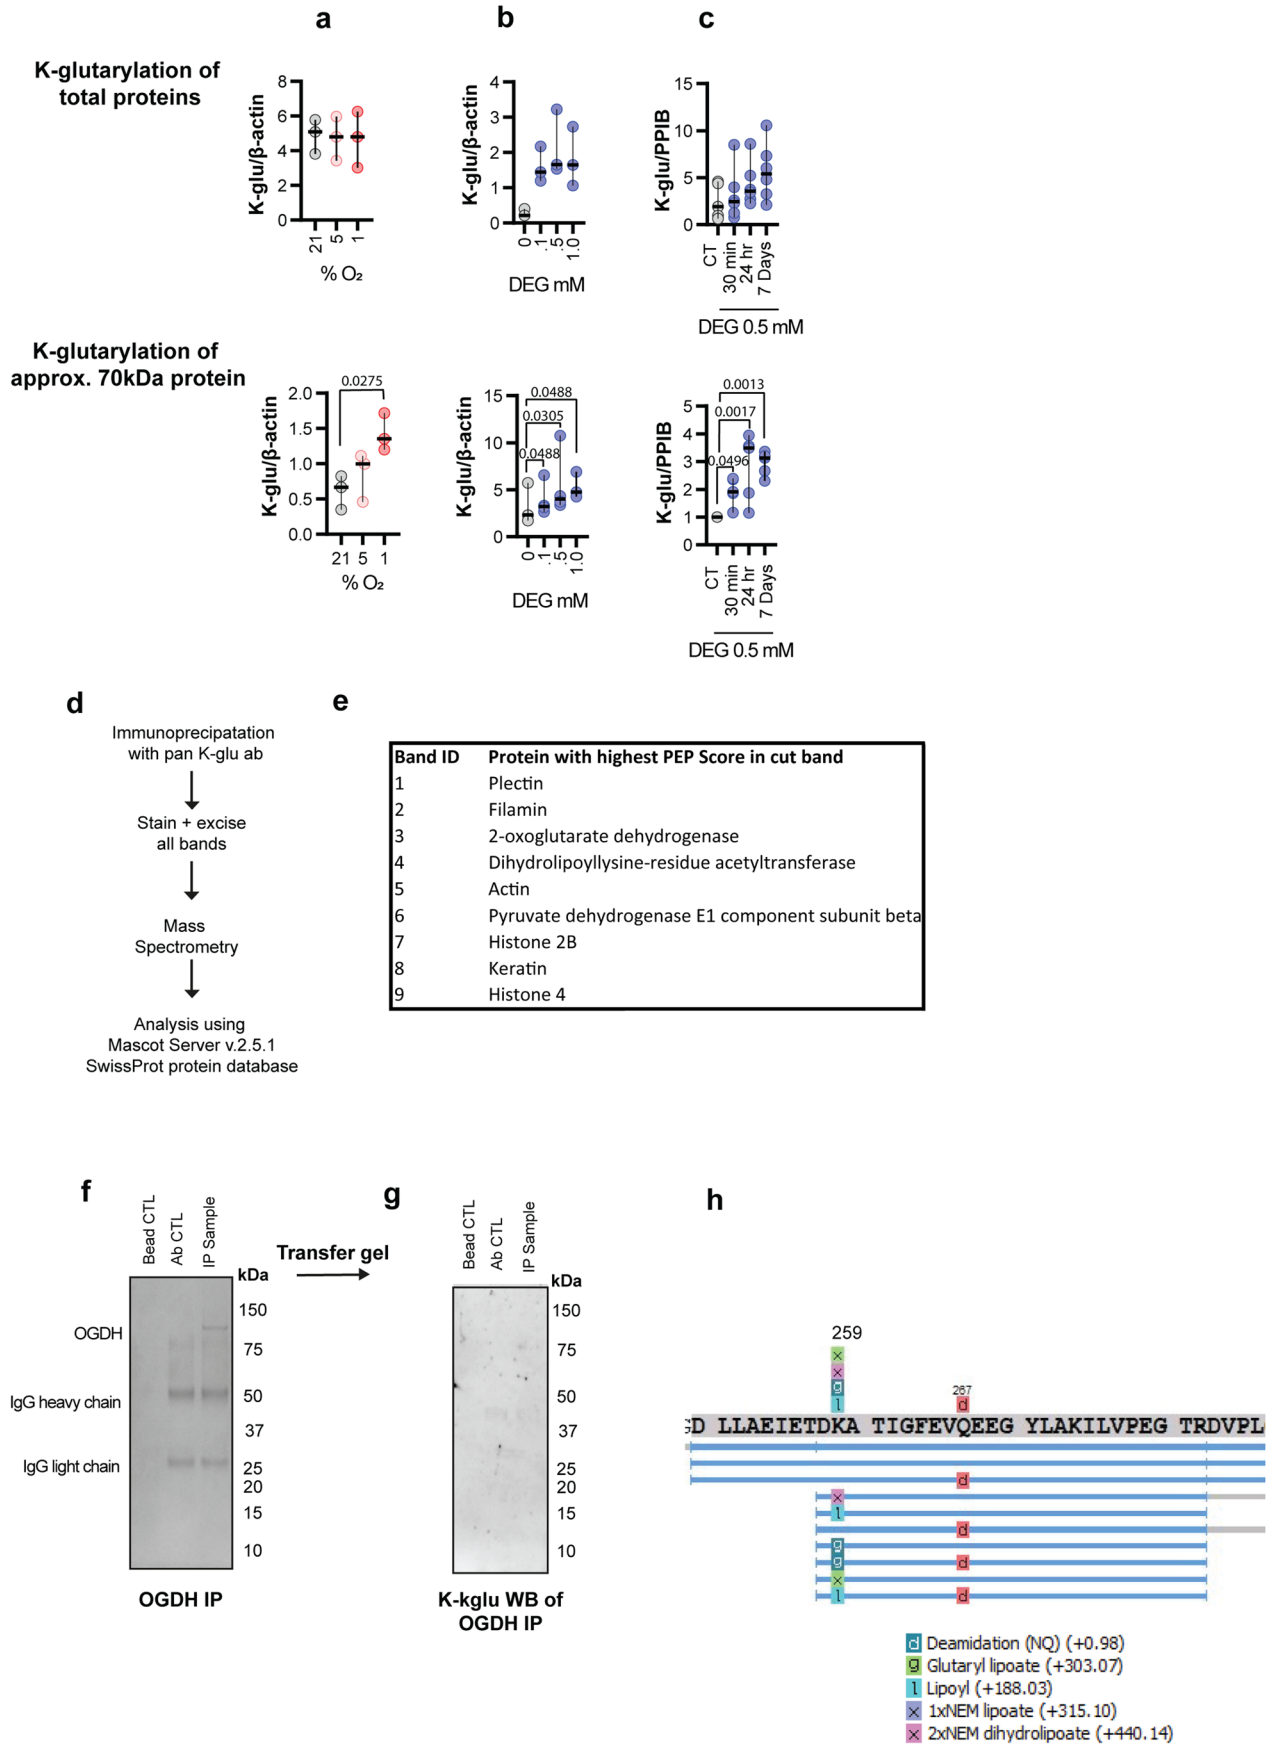 a
b
c
K-glutarylation of
total proteins
K-glu/β-actin
8
6
4
2
0
21
5
1
% O₂
K-glu/β-actin
4
3
2
1
0
0
.1
.5
1.0
DEG mM
K-glu/PPIB
15
10
5
0
CT
30 min
24 hr
7 Days
DEG 0.5 mM
K-glutarylation of
approx. 70kDa protein
K-glu/β-actin
2.0
1.5
1.0
0.5
0.0
0.0275
21
5
1
% O₂
K-glu/β-actin
15
10
5
0
0.0488
0.0305
0.0488
0
.1
.5
1.0
DEG mM
K-glu/PPIB
5
4
3
2
1
0
0.0013
0.0017
0.0496
CT
30 min
24 hr
7 Days
DEG 0.5 mM
d
Immunoprecipatation
with pan K-glu ab
Stain + excise
all bands
Mass
Spectrometry
Analysis using
Mascot Server v.2.5.1
SwissProt protein database
e
Band ID Protein with highest PEP Score in cut band
1 Plectin
2 Filamin
3 2-oxoglutarate dehydrogenase
4 Dihydrolipoyllysine-residue acetyltransferase
5 Actin
6 Pyruvate dehydrogenase E1 component subunit beta
7 Histone 2B
8 Keratin
9 Histone 4
f
Bead CTL
Ab CTL
IP Sample
kDa
150
75
50
37
25
20
15
10
OGDH
IgG heavy chain
IgG light chain
OGDH IP
Transfer gel
g
Bead CTL
Ab CTL
IP Sample
kDa
150
75
50
37
25
20
15
10
K-kglu WB of
OGDH IP
h
259
×
×
g
l
267
d
D LLAEIETDKA TIGFEVQEEG YLAKILVPEG TRDVPL
d
×
l
d
g
g d
×
l d
d Deamidation (NQ) (+0.98)
g Glutaryl lipoate (+303.07)
l Lipoyl (+188.03)
× 1xNEM lipoate (+315.10)
× 2xNEM dihydrolipoate (+440.14)